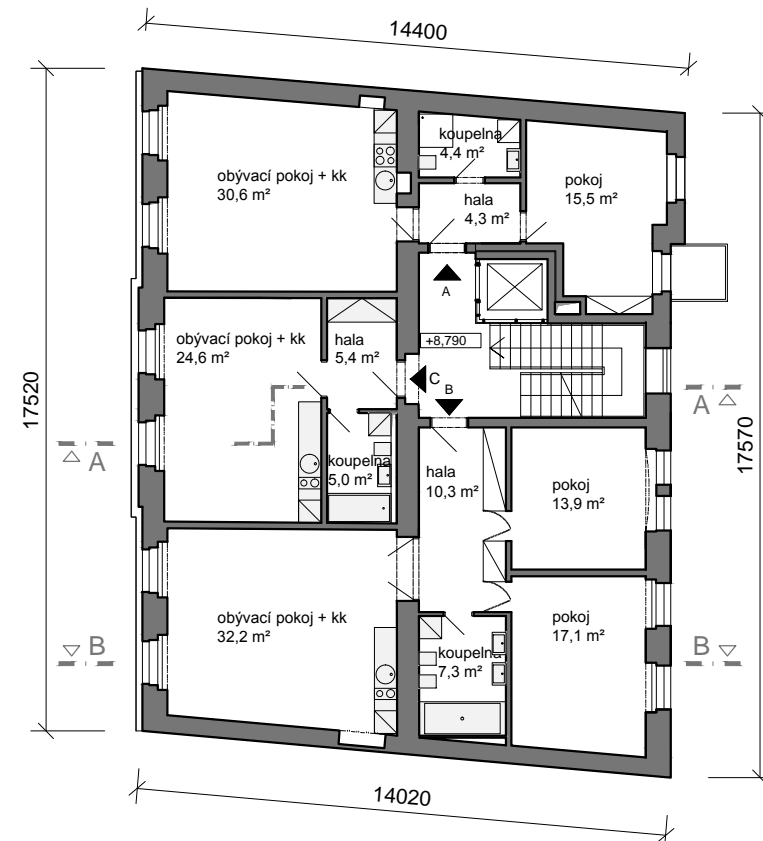 14400
koupelna
4,4 m²
obývací pokoj + kk
30,6 m²
pokoj
15,5 m²
hala
4,3 m²
A
+8,790
obývací pokoj + kk
24,6 m²
hala
5,4 m²
C
B
17520
17570
A
A
koupelna
5,0 m²
hala
10,3 m²
pokoj
13,9 m²
obývací pokoj + kk
32,2 m²
pokoj
17,1 m²
B
koupelna
7,3 m²
B
14020